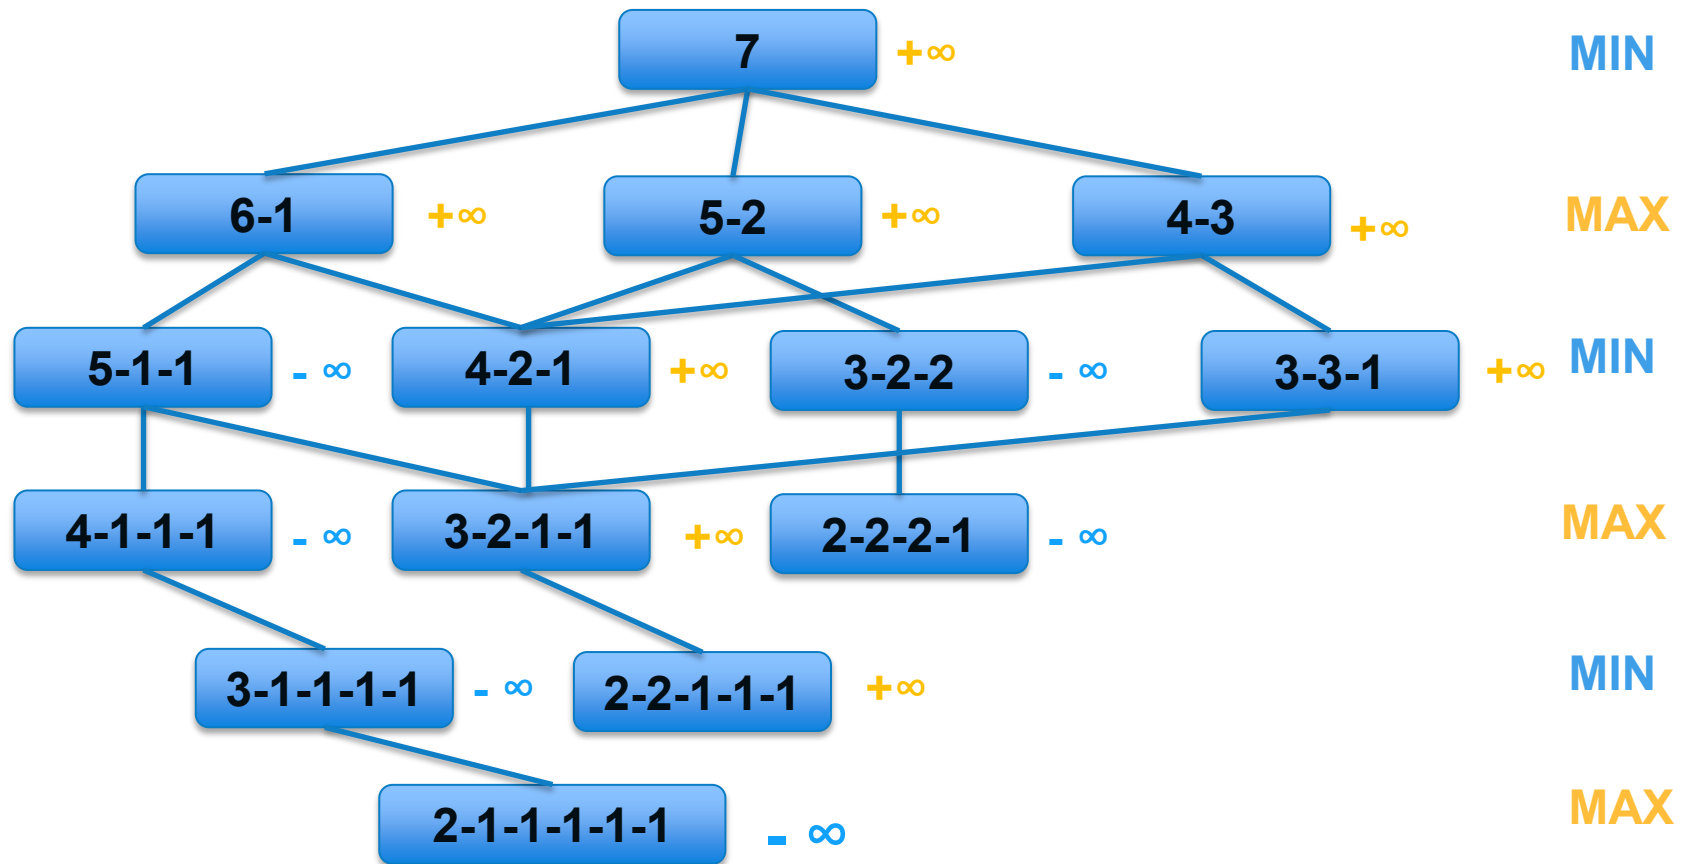 7 +∞ MIN
6-1 +∞ 5-2 +∞ 4-3 +∞ MAX
5-1-1 - ∞ 4-2-1 +∞ 3-2-2 - ∞ 3-3-1 +∞ MIN
4-1-1-1 - ∞ 3-2-1-1 +∞ 2-2-2-1 - ∞ MAX
3-1-1-1-1 - ∞ 2-2-1-1-1 +∞ MIN
2-1-1-1-1-1 - ∞ MAX